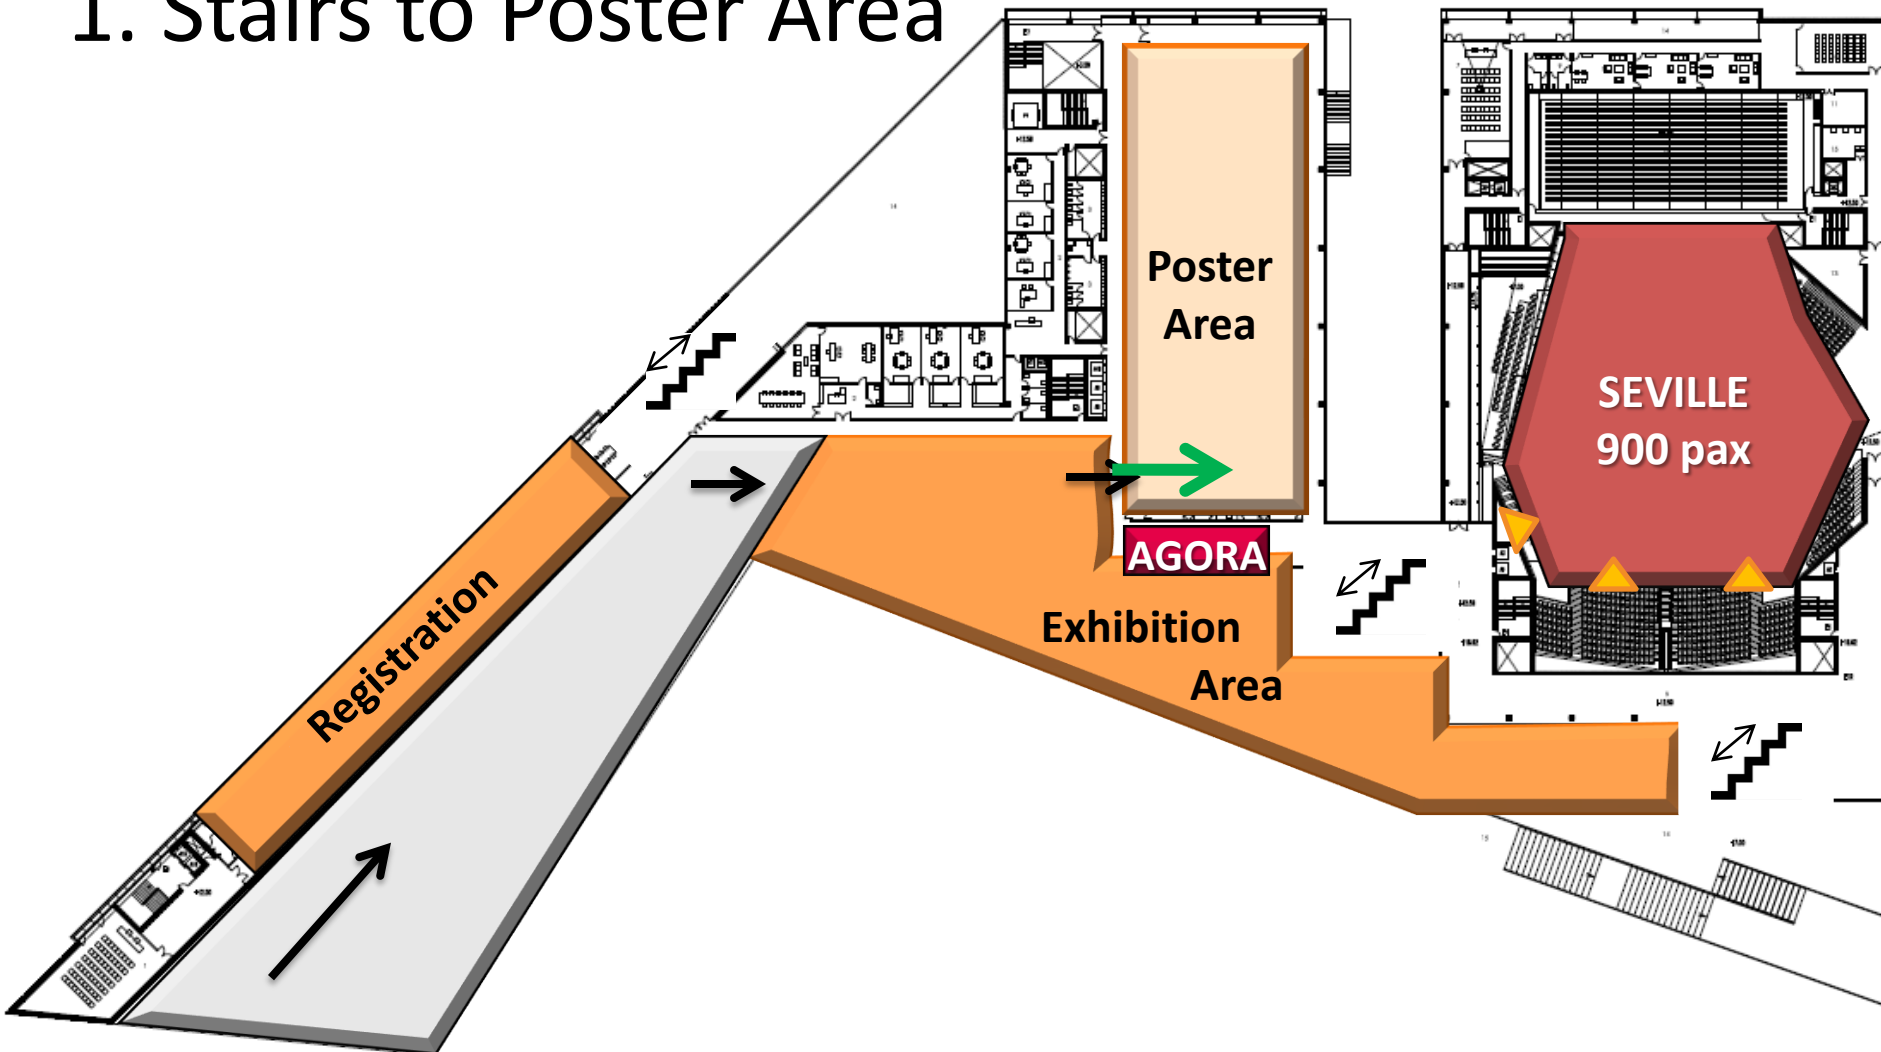 1. Stairs to Poster Area
Poster
Area
SEVILLE
900 pax
AGORA
Registration
Exhibition
Area